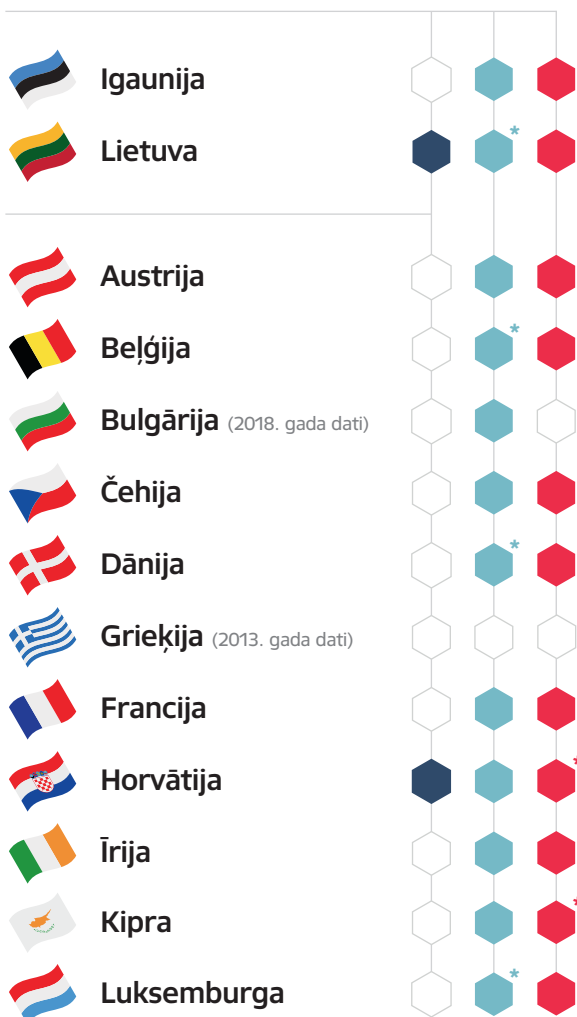 Igaunija
Lietuva *
Austrija
Beļģija *
Bulgārija (2018. gada dati)
Čehija
Dānija *
Grieķija (2013. gada dati)
Francija
Horvātija *
Īrija
Kipra *
Luksemburga *